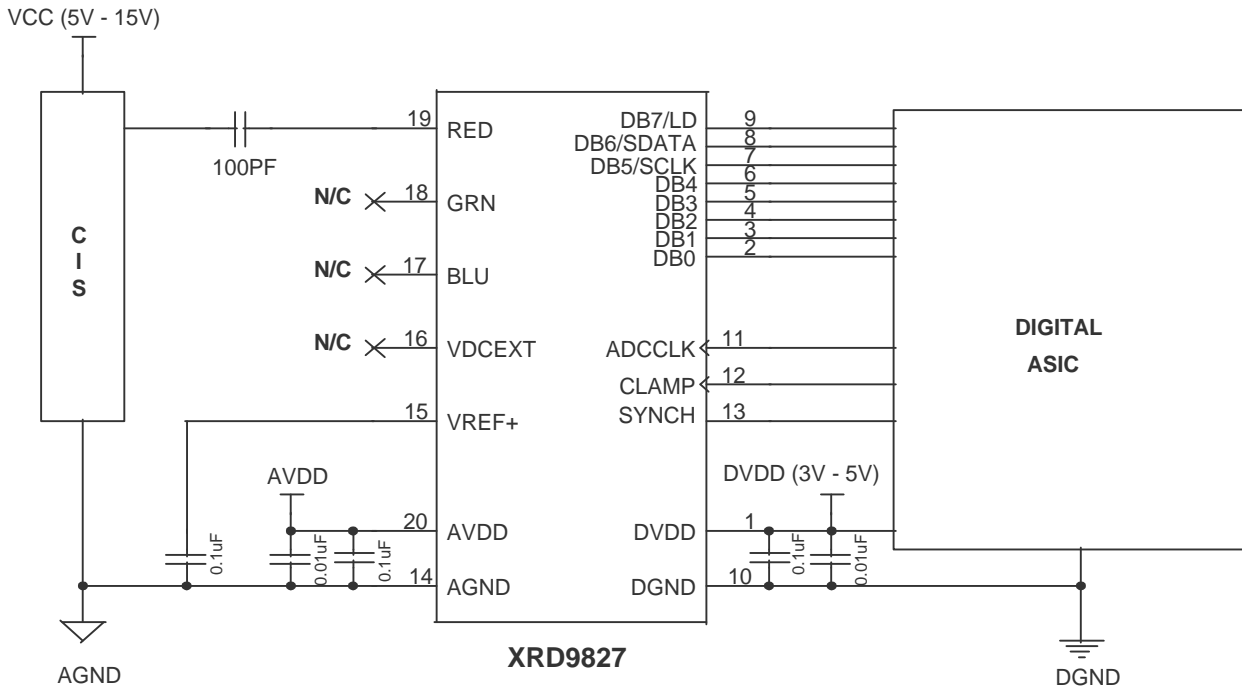 VCC (5V - 15V)
CIS
100PF
19 RED
N/C 18 GRN
N/C 17 BLU
N/C 16 VDCEXT
15 VREF+
AVDD
20 AVDD
14 AGND
0.1uF
0.01uF
0.1uF
AGND
DB7/LD 9
DB6/SDATA 8
DB5/SCLK 7
DB4 6
DB3 5
DB2 4
DB1 3
DB0 2
ADCCLK 11
CLAMP 12
SYNCH 13
DVDD (3V - 5V)
DVDD 1
DGND 10
0.1uF
0.01uF
XRD9827
DIGITAL
ASIC
DGND